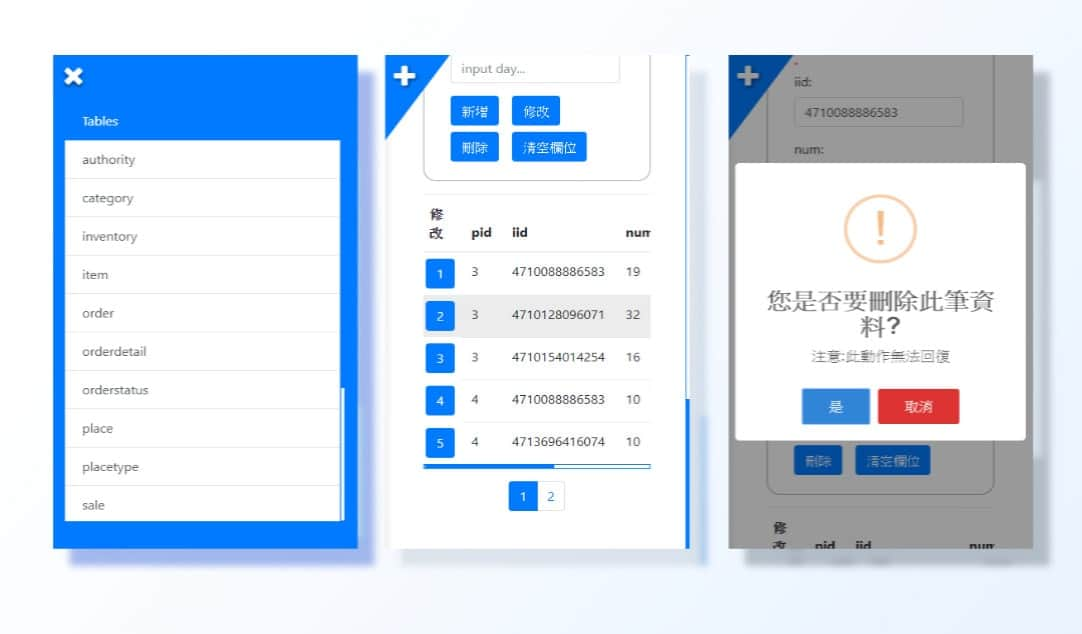 Tables
authority
category
inventory
item
order
orderdetail
orderstatus
place
placetype
sale
input day...
新增 修改
刪除 清空欄位
修
改 pid iid num
1 3 4710088886583 19
2 3 4710128096071 32
3 3 4710154014254 16
4 4 4710088886583 10
5 4 4713696416074 10
1 2
iid:
4710088886583
num:
!
您是否要刪除此筆資
料?
注意:此動作無法回復
是 取消
刪除 清空欄位
修
改 pid iid num